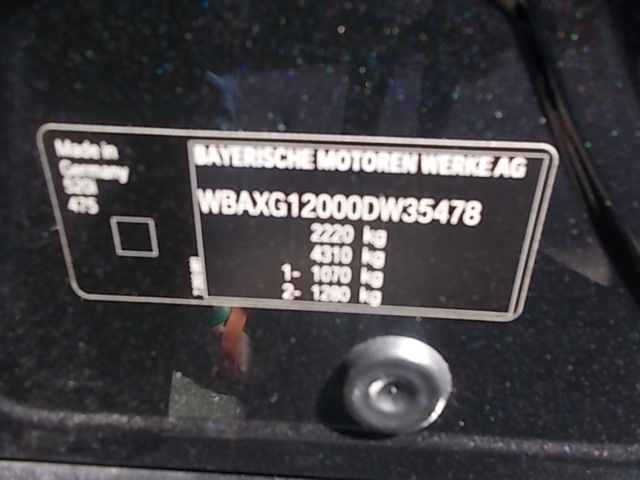 Made in
Germany
520i
475
BAYERISCHE MOTOREN WERKE AG
WBAXG12000DW35478
2220 kg
4310 kg
1- 1070 kg
2- 1280 kg